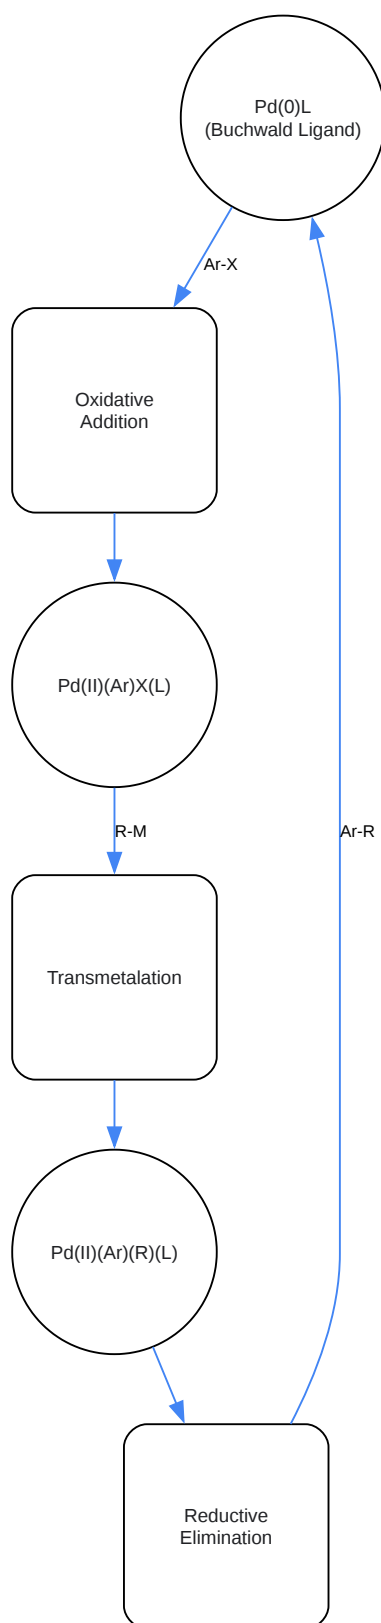 Pd(0)L
(Buchwald Ligand)
Ar-X
Oxidative
Addition
Pd(II)(Ar)X(L)
R-M
Ar-R
Transmetalation
Pd(II)(Ar)(R)(L)
Reductive
Elimination